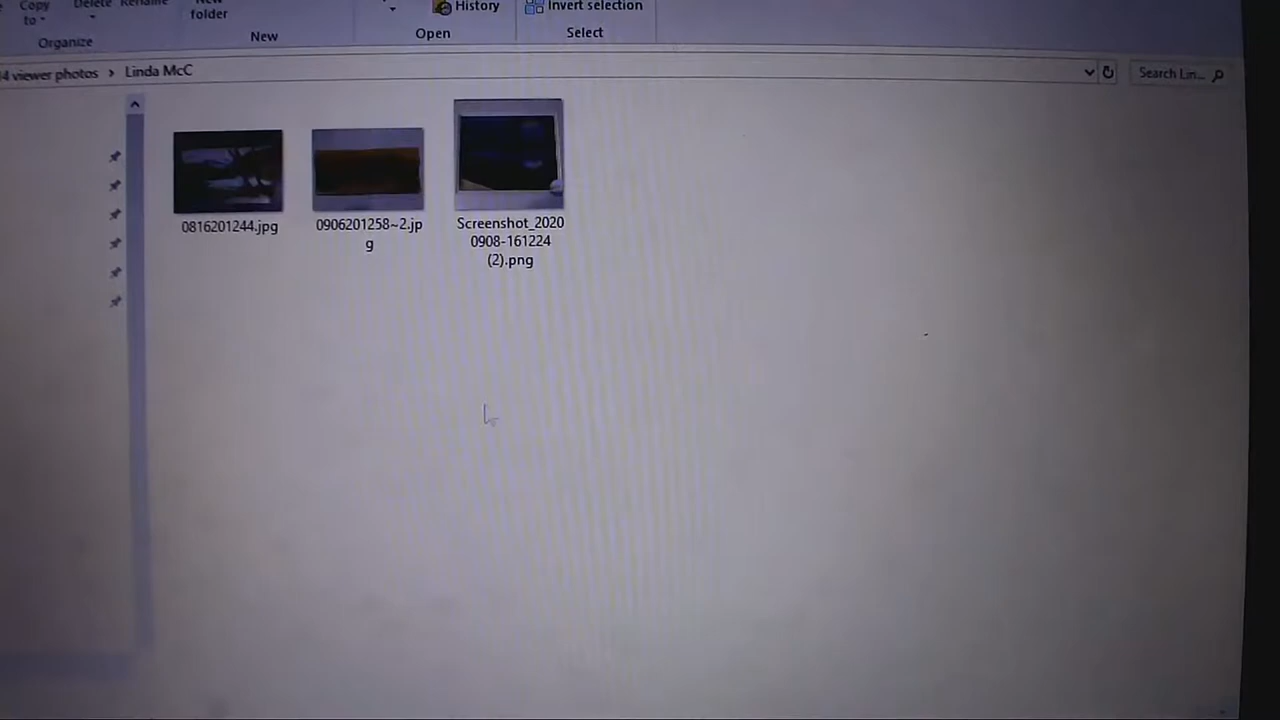 Copy
to
Delete
Rename
New
folder
History
Invert selection
Organize
New
Open
Select
4 viewer photos › Linda McC
Search Lin...
0816201244.jpg
0906201258~2.jp
g
Screenshot_2020
0908-161224
(2).png